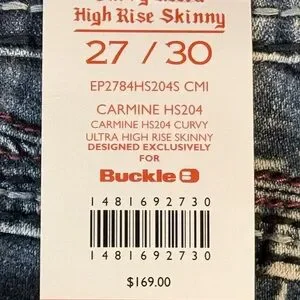 High Rise Skinny
27 / 30
EP2784HS204S CMI
CARMINE HS204
CARMINE HS204 CURVY
ULTRA HIGH RISE SKINNY
DESIGNED EXCLUSIVELY
FOR
Buckle B
1481692730
1481692730
$169.00